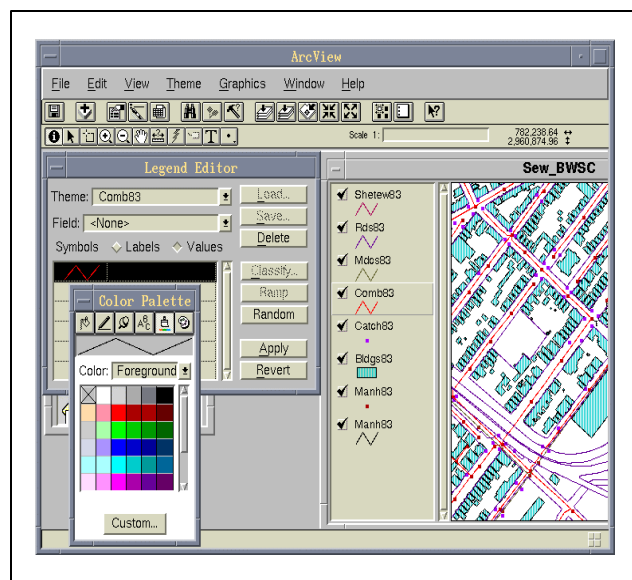 ArcView
File Edit View Theme Graphics Window Help
Scale 1: 782,238.64
2,960,874.96
Legend Editor
Theme: Comb83 Load...
Field: <None> Save...
Symbols Labels Values Delete
Classify...
Ramp
Random
Apply
Revert
Color Palette
Color: Foreground
Custom...
Sew_BWSC
Shetew83
Rds83
Mdcs83
Comb83
Catch83
Bldgs83
Manh83
Manh83